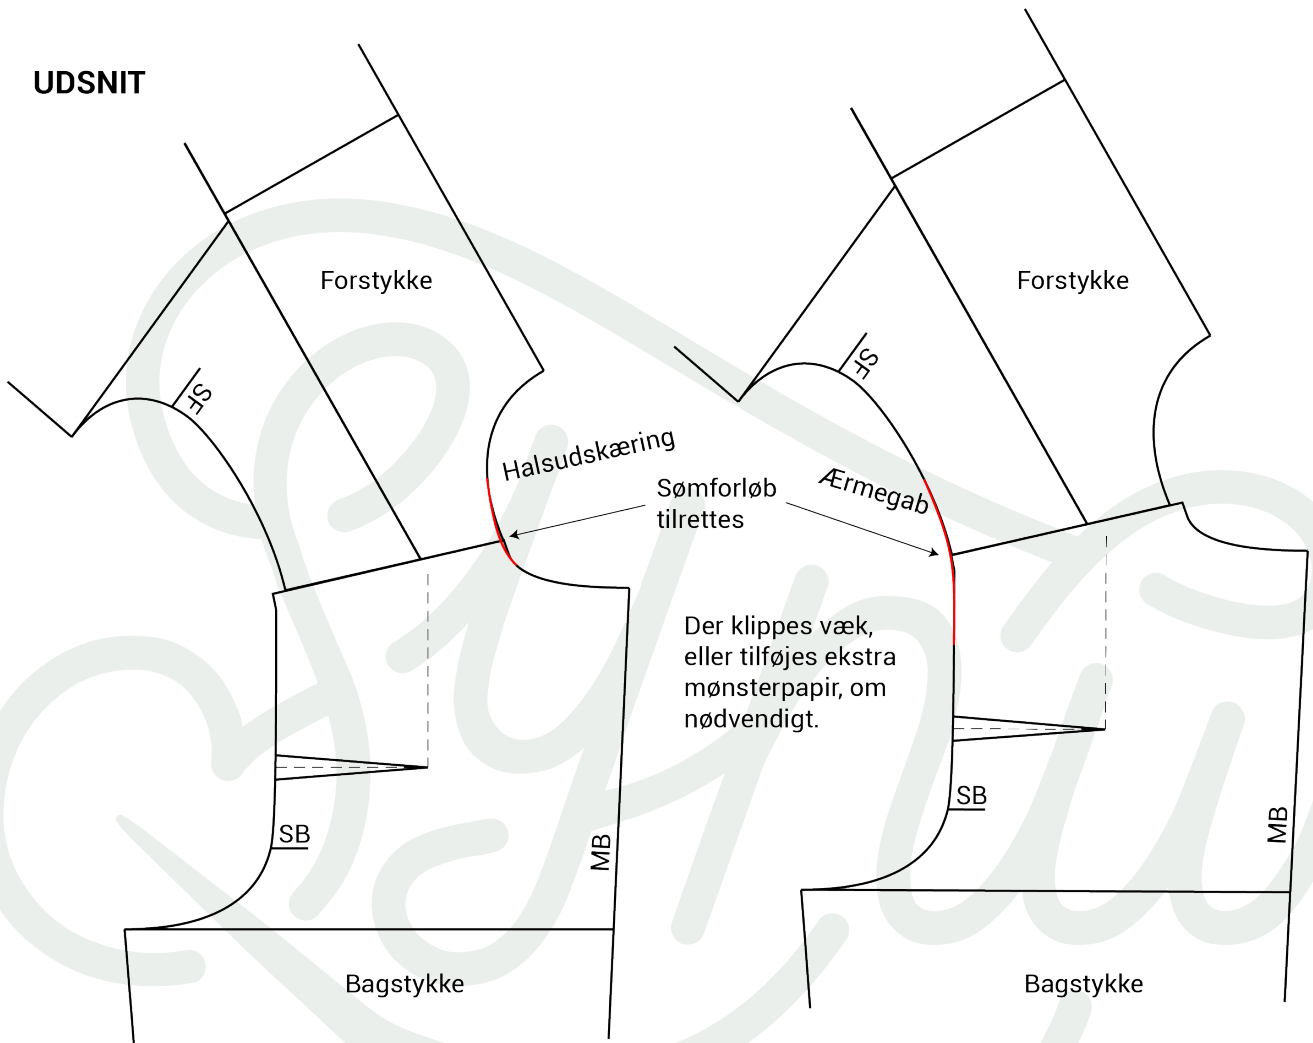 UDSNIT
Forstykke
Forstykke
SF
SF
Halsudskæring
Ærmegab
Sømforløb
tilrettes
Der klippes væk,
eller tilføjes ekstra
mønsterpapir, om
nødvendigt.
SB
MB
SB
MB
Bagstykke
Bagstykke